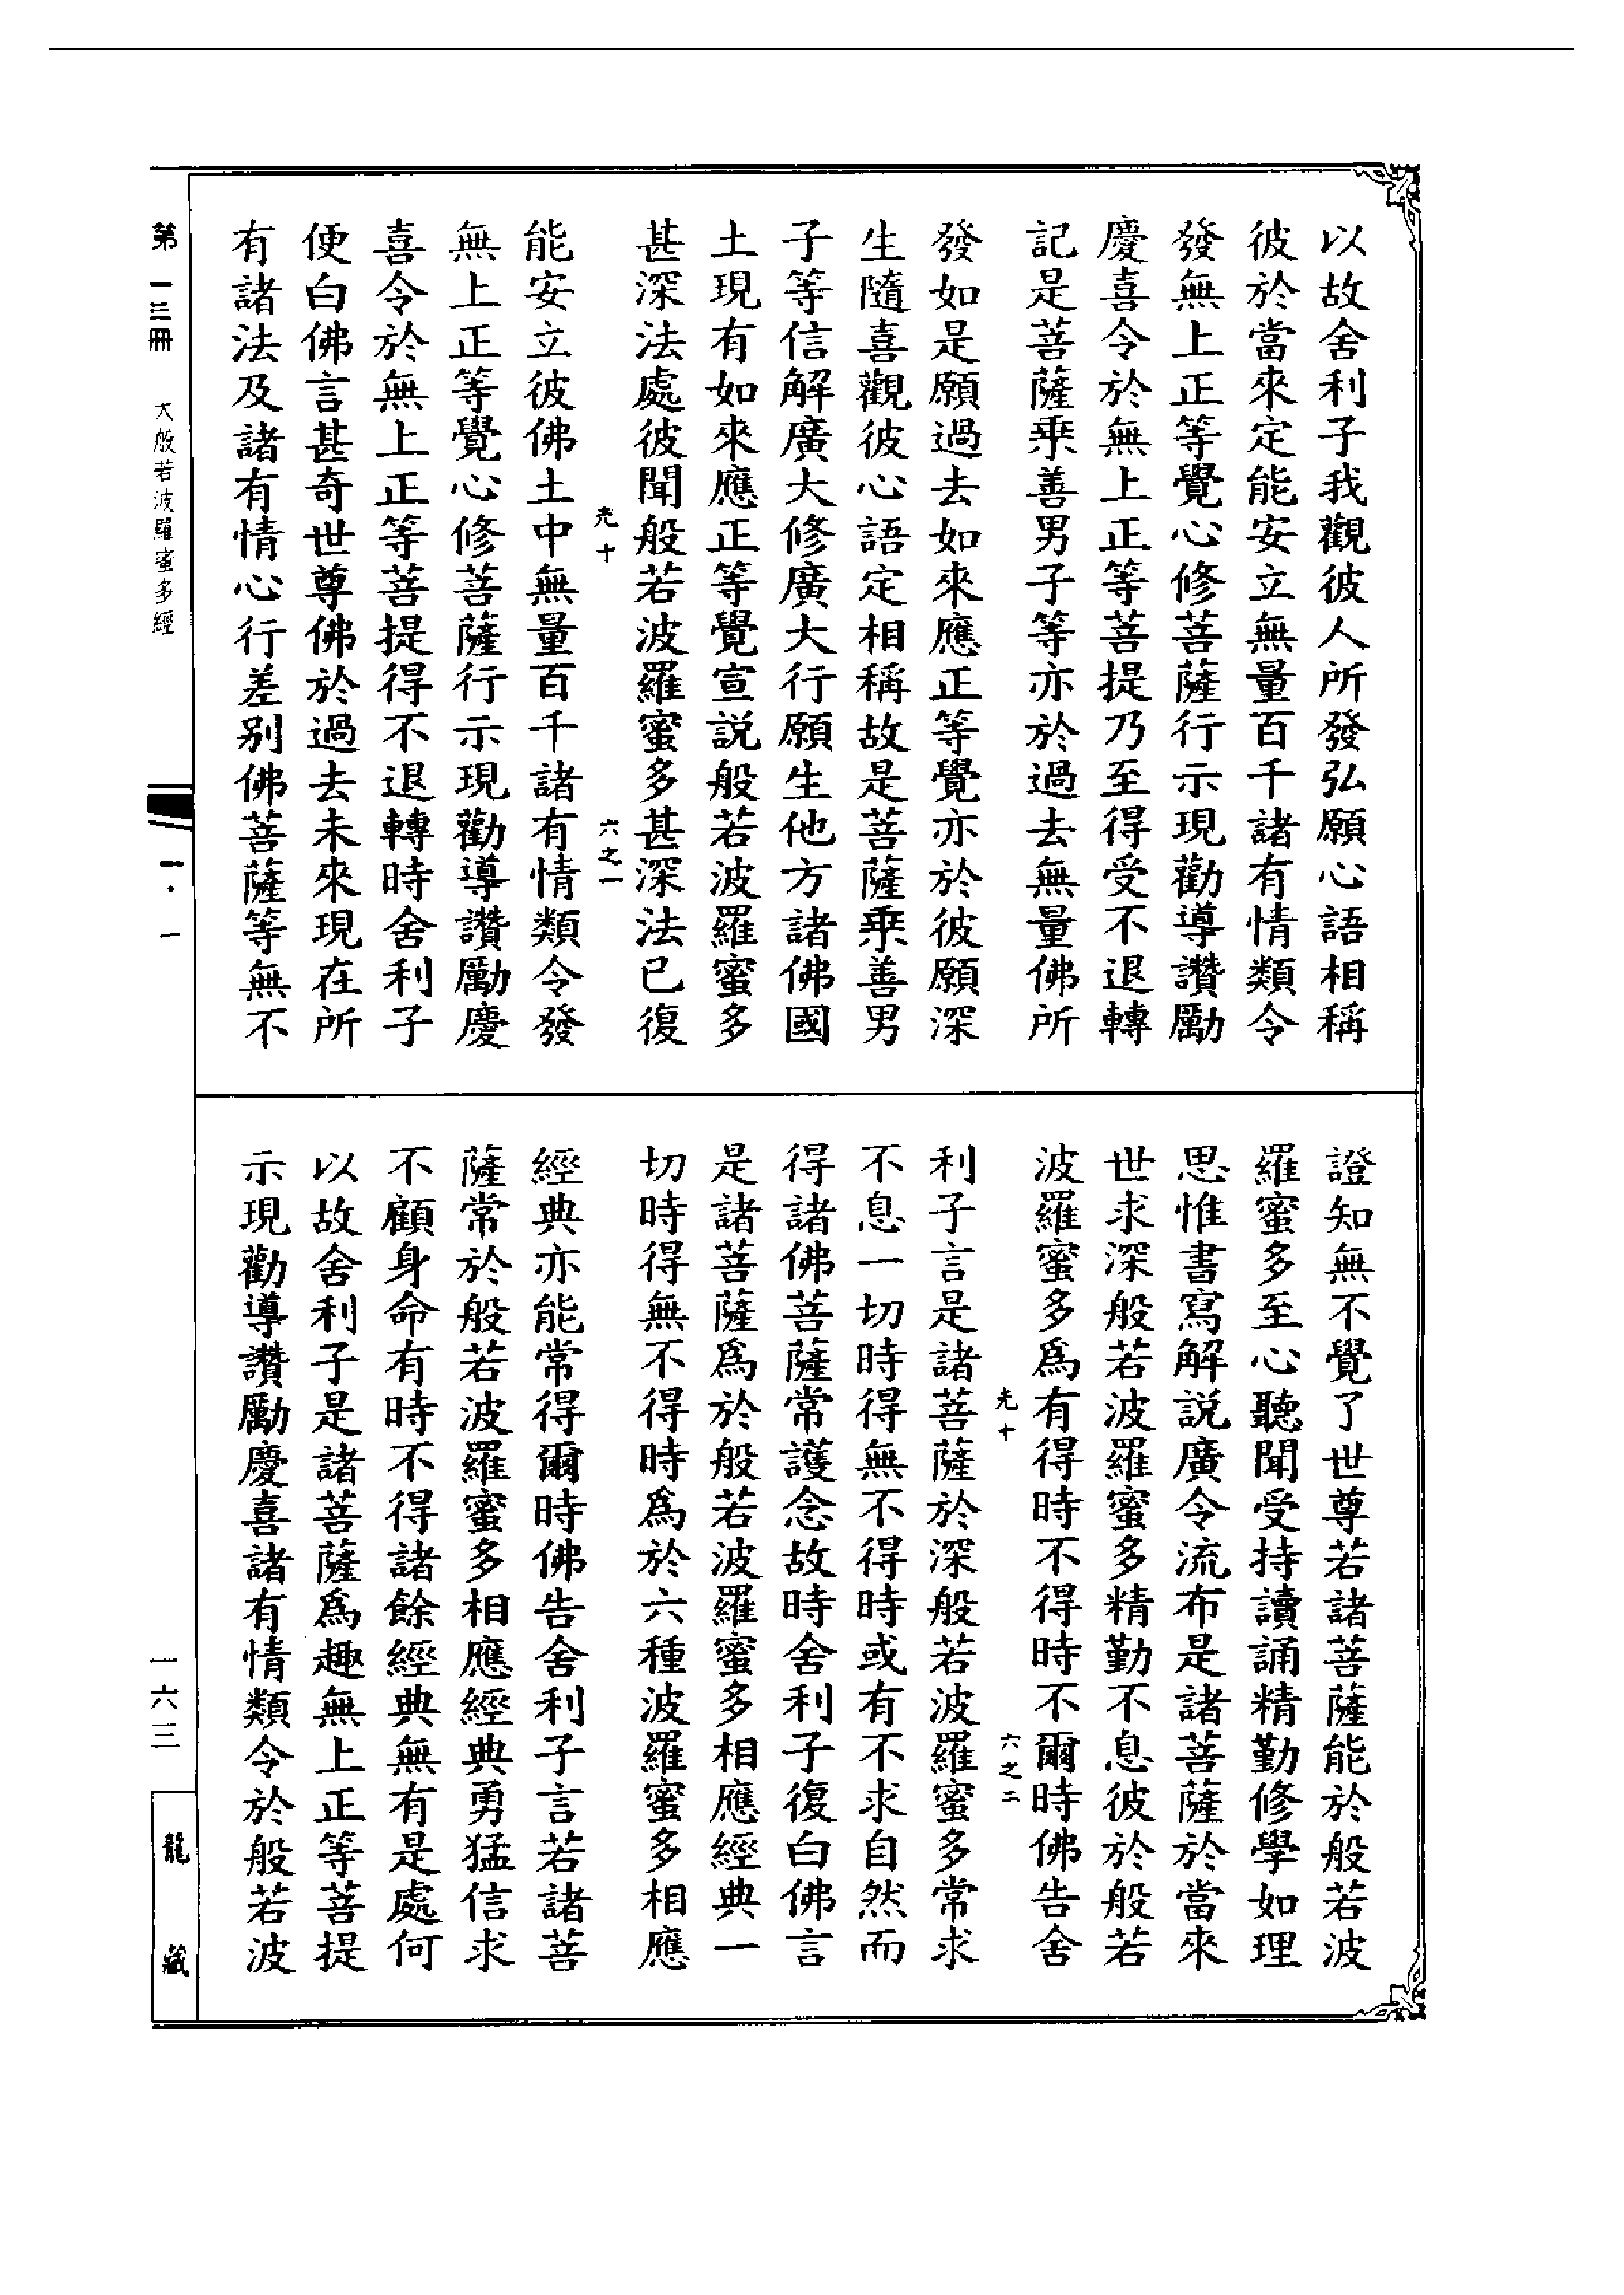 以故舍利子我觀彼人所發弘願心語相稱
彼於當來定能安立無量百千諸有情類令
發無上正等覺心修菩薩行示現勸導讚勵
慶喜令於無上正等菩提乃至得受不退轉
記是菩薩乘善男子等亦於過去無量佛所
發如是願過去如來應正等覺亦於彼願深
生隨喜觀彼心語定相稱故是菩薩乘善男
子等信解廣大修廣大行願生他方諸佛國
土現有如來應正等覺宣説般若波羅蜜多
甚深法處彼聞般若波羅蜜多甚深法已復
光十 六之一
能安立彼佛土中無量百千諸有情類令發
無上正等覺心修菩薩行示現勸導讚勵慶
喜令於無上正等菩提得不退轉時舍利子
便白佛言甚奇世尊佛於過去未來現在所
有諸法及諸有情心行差別佛菩薩等無不
證知無不覺了世尊若諸菩薩能於般若波
羅蜜多至心聽聞受持讀誦精勤修學如理
思惟書寫解説廣令流布是諸菩薩於當來
世求深般若波羅蜜多精勤不息彼於般若
波羅蜜多爲有得時不得時不爾時佛告舍
光十 六之二
利子言是諸菩薩於深般若波羅蜜多常求
不息一切時得無不得時或有不求自然而
得諸佛菩薩常護念故時舍利子復白佛言
是諸菩薩爲於般若波羅蜜多相應經典一
切時得無不得時爲於六種波羅蜜多相應
經典亦能常得爾時佛告舍利子言若諸菩
薩常於般若波羅蜜多相應經典勇猛信求
不顧身命有時不得諸餘經典無有是處何
以故舍利子是諸菩薩爲趣無上正等菩提
示現勸導讚勵慶喜諸有情類令於般若波
第一三冊 大般若波羅蜜多經
一六三
龍藏